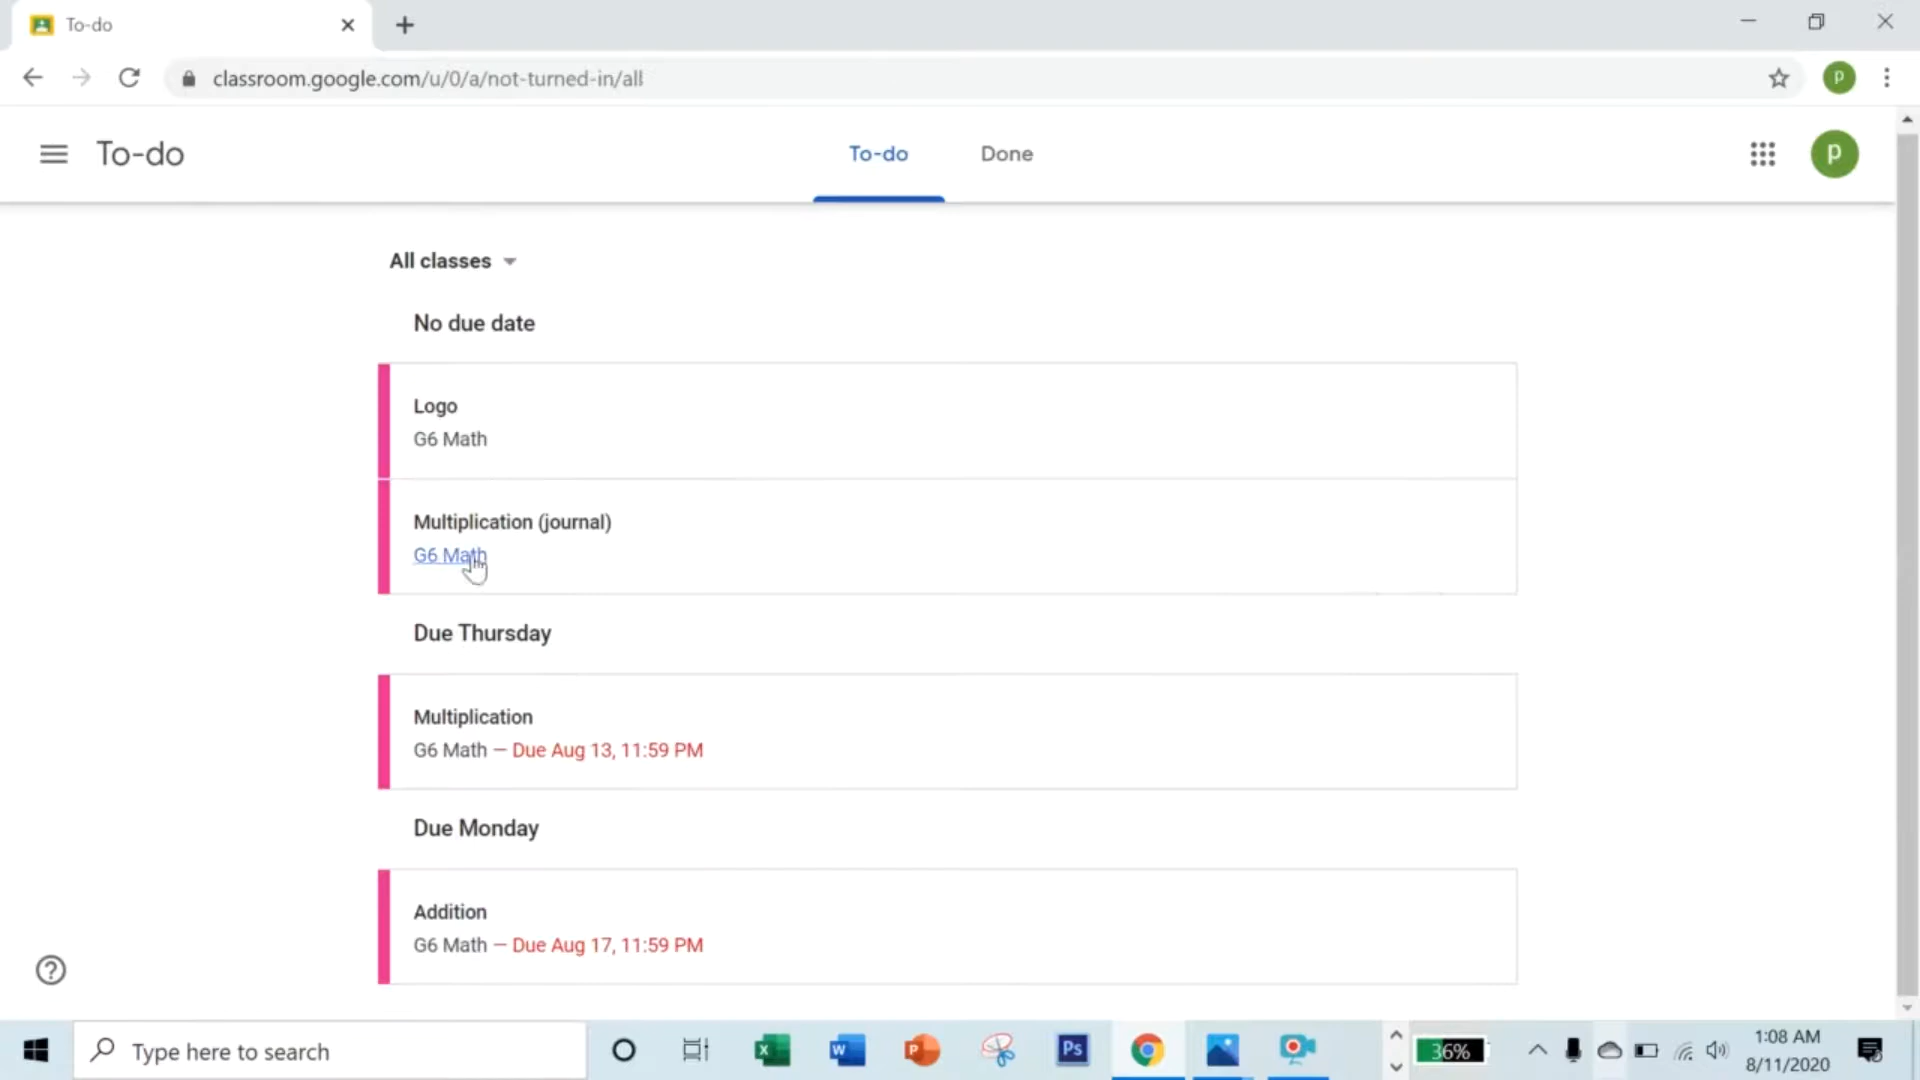 To-do
classroom.google.com/u/0/a/not-turned-in/all
p
To-do
To-do
Done
p
All classes
No due date
Logo
G6 Math
Multiplication (journal)
G6 Math
Due Thursday
Multiplication
G6 Math — Due Aug 13, 11:59 PM
Due Monday
Addition
G6 Math — Due Aug 17, 11:59 PM
Type here to search
X
W
P
Ps
36%
1:08 AM
8/11/2020